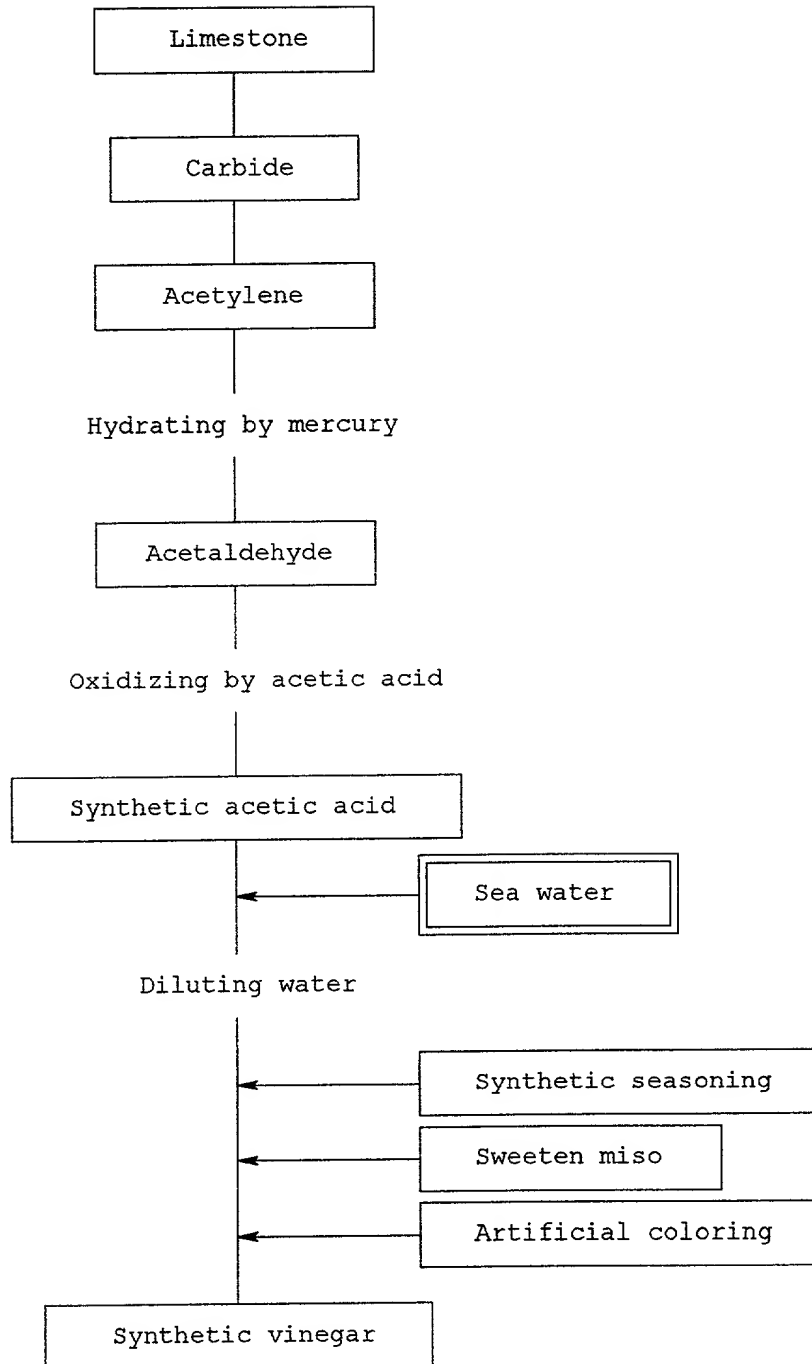 Limestone
Carbide
Acetylene
Hydrating by mercury
Acetaldehyde
Oxidizing by acetic acid
Synthetic acetic acid
Sea water
Diluting water
Synthetic seasoning
Sweeten miso
Artificial coloring
Synthetic vinegar